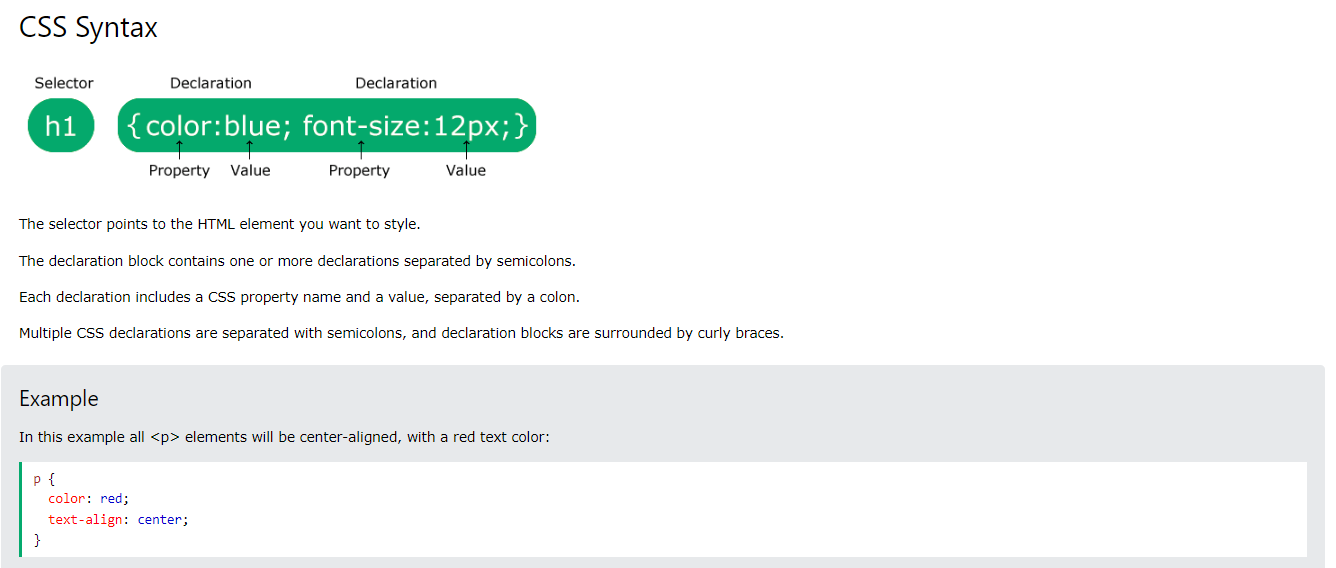 CSS Syntax
Selector Declaration Declaration
h1 {color:blue; font-size:12px;}
Property Value Property Value
The selector points to the HTML element you want to style.
The declaration block contains one or more declarations separated by semicolons.
Each declaration includes a CSS property name and a value, separated by a colon.
Multiple CSS declarations are separated with semicolons, and declaration blocks are surrounded by curly braces.
Example
In this example all <p> elements will be center-aligned, with a red text color:
p {
  color: red;
  text-align: center;
}